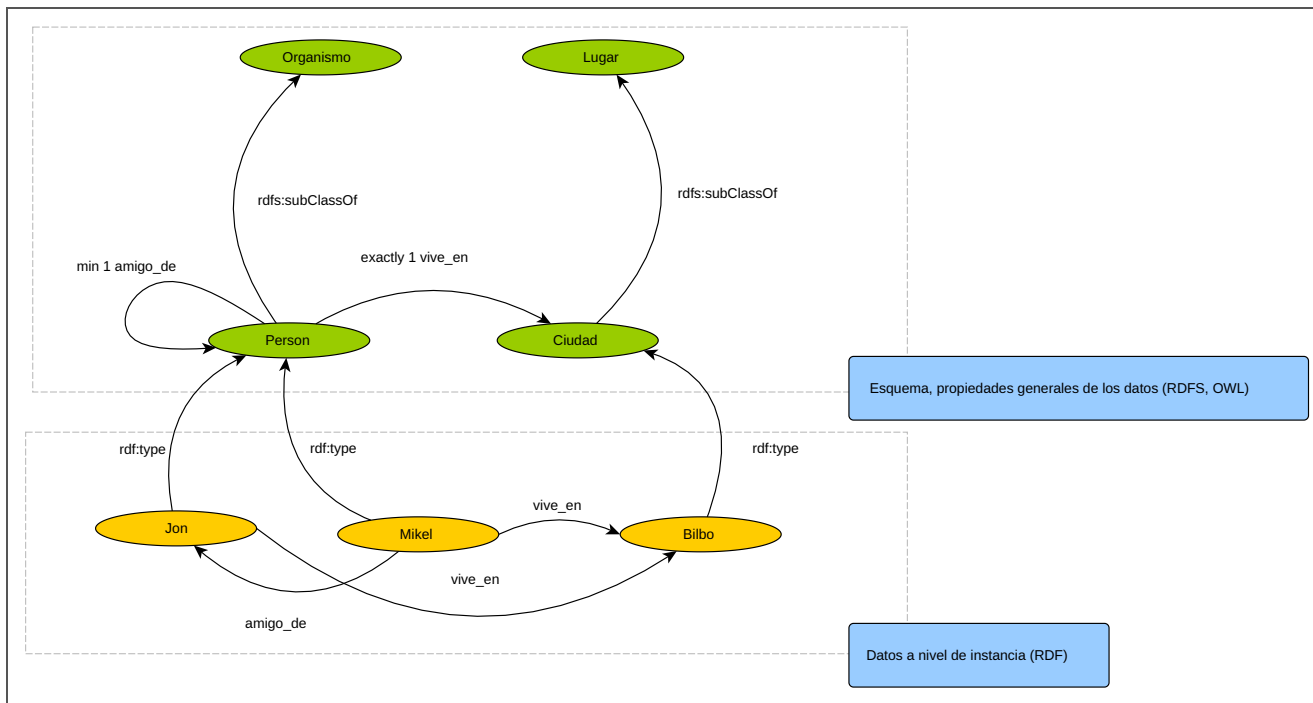 Organismo
Lugar
rdfs:subClassOf
rdfs:subClassOf
min 1 amigo_de
exactly 1 vive_en
Person
Ciudad
Esquema, propiedades generales de los datos (RDFS, OWL)
rdf:type
rdf:type
rdf:type
vive_en
Jon
Mikel
Bilbo
vive_en
amigo_de
Datos a nivel de instancia (RDF)